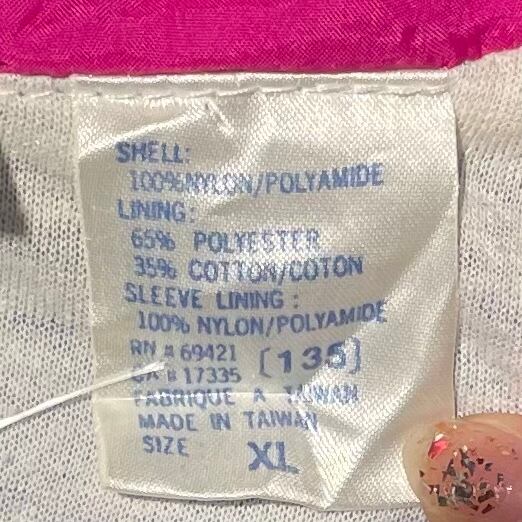 SHELL:
100% NYLON/POLYAMIDE
LINING:
65% POLYESTER
35% COTTON/COTON
SLEEVE LINING:
100% NYLON/POLYAMIDE
RN # 69421 [135]
CA # 17335
FABRIQUE A TAIWAN
MADE IN TAIWAN
SIZE XL